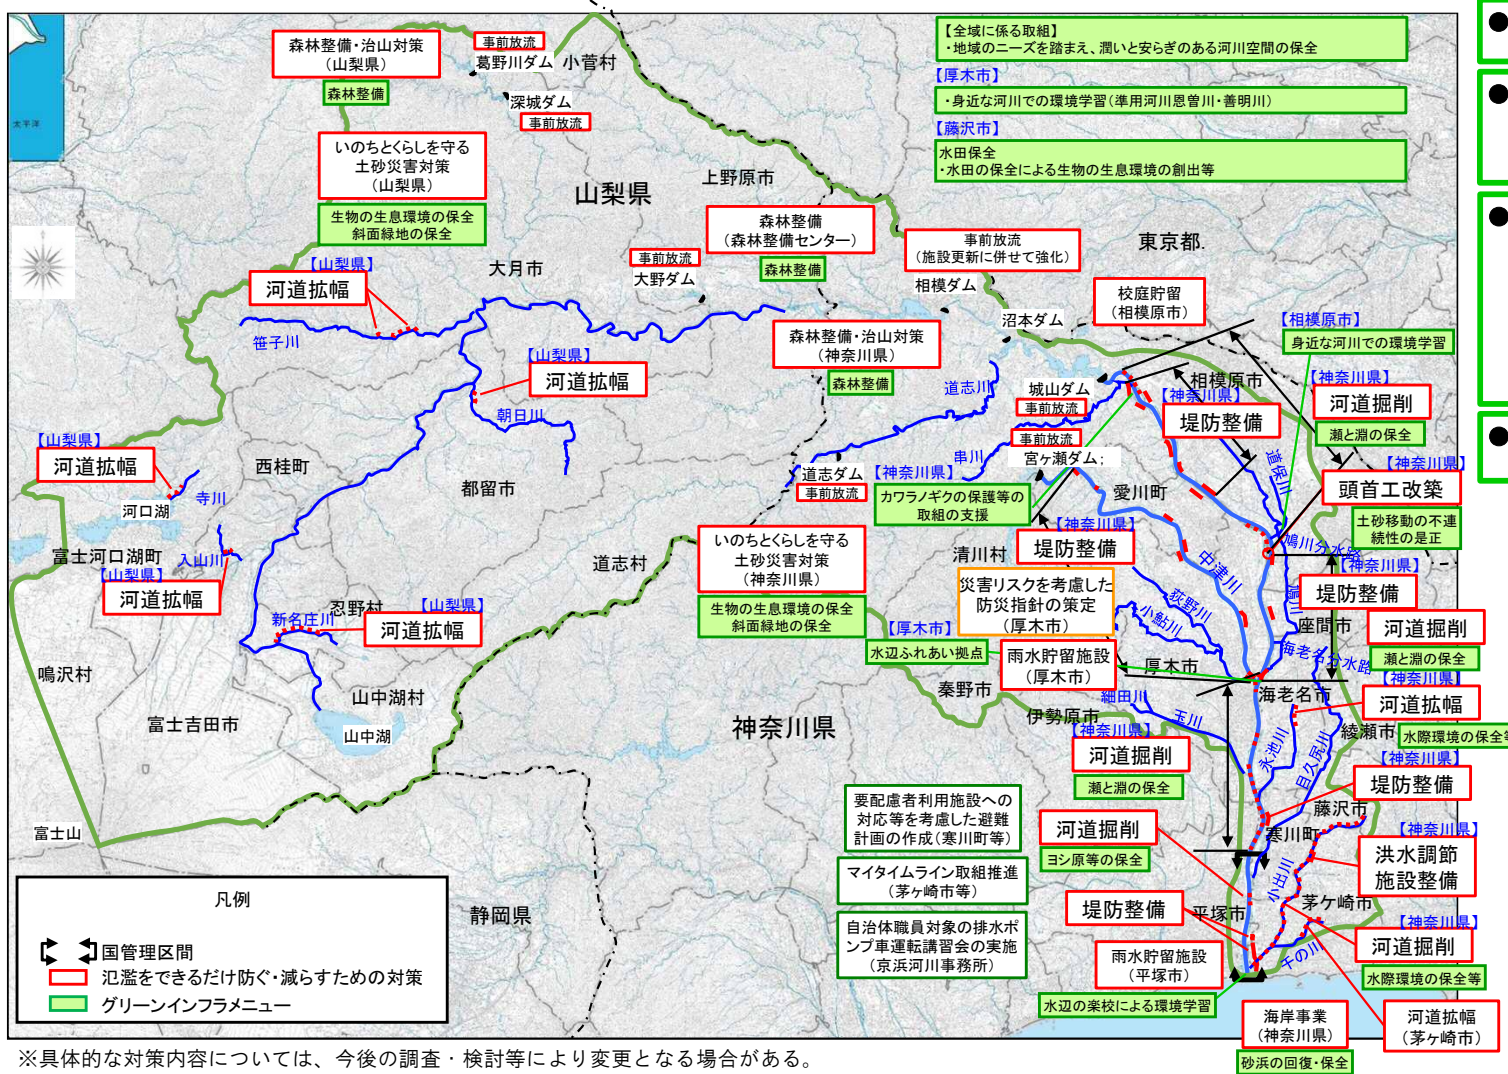 【全域に係る取組】
・地域のニーズを踏まえ、潤いと安らぎのある河川空間の保全
【厚木市】
・身近な河川での環境学習(準用河川恩曽川・善明川)
【藤沢市】
水田保全
・水田の保全による生物の生息環境の創出等
太平洋
森林整備・治山対策
(山梨県)
森林整備
事前放流
葛野川ダム
小菅村
深城ダム
事前放流
いのちとくらしを守る
土砂災害対策
(山梨県)
生物の生息環境の保全
斜面緑地の保全
山梨県
上野原市
森林整備
(森林整備センター)
森林整備
事前放流
(施設更新に併せて強化)
相模ダム
東京都.
【山梨県】
河道拡幅
大月市
事前放流
大野ダム
沼本ダム
校庭貯留
(相模原市)
笹子川
【山梨県】
河道拡幅
朝日川
森林整備・治山対策
(神奈川県)
森林整備
道志川
城山ダム
事前放流
相模原市
【相模原市】
身近な河川での環境学習
【神奈川県】
堤防整備
【神奈川県】
河道掘削
瀬と淵の保全
【山梨県】
河道拡幅
寺川
河口湖
西桂町
都留市
道志ダム
事前放流
【神奈川県】
カワラノギクの保護等の
取組の支援
串川
事前放流
宮ヶ瀬ダム;
愛川町
道保川
【神奈川県】
頭首工改築
土砂移動の不連
続性の是正
富士河口湖町
入山川
【山梨県】
河道拡幅
道志村
いのちとくらしを守る
土砂災害対策
(神奈川県)
生物の生息環境の保全
斜面緑地の保全
清川村
【神奈川県】
堤防整備
中津川
鳩川分水路
【神奈川県】
堤防整備
災害リスクを考慮した
防災指針の策定
(厚木市)
荻野川
小鮎川
鳩川
座間市
河道掘削
瀬と淵の保全
忍野村
新名庄川
【山梨県】
河道拡幅
【厚木市】
水辺ふれあい拠点
雨水貯留施設
(厚木市)
厚木市
海老名分水路
海老名市
鳴沢村
富士吉田市
山中湖村
山中湖
神奈川県
秦野市
伊勢原市
細田川
玉川
【神奈川県】
河道拡幅
水際環境の保全等
綾瀬市
【神奈川県】
河道掘削
瀬と淵の保全
永池川
目久尻川
【神奈川県】
堤防整備
藤沢市
富士山
要配慮者利用施設への
対応等を考慮した避難
計画の作成(寒川町等)
河道掘削
ヨシ原等の保全
寒川町
【神奈川県】
洪水調節
施設整備
マイタイムライン取組推進
(茅ヶ崎市等)
小出川
茅ケ崎市
静岡県
自治体職員対象の排水ポ
ンプ車運転講習会の実施
(京浜河川事務所)
堤防整備
平塚市
【神奈川県】
河道掘削
水際環境の保全等
雨水貯留施設
(平塚市)
千の川
水辺の楽校による環境学習
海岸事業
(神奈川県)
砂浜の回復・保全
河道拡幅
(茅ヶ崎市)
凡例
国管理区間
氾濫をできるだけ防ぐ・減らすための対策
グリーンインフラメニュー
※具体的な対策内容については、今後の調査・検討等により変更となる場合がある。